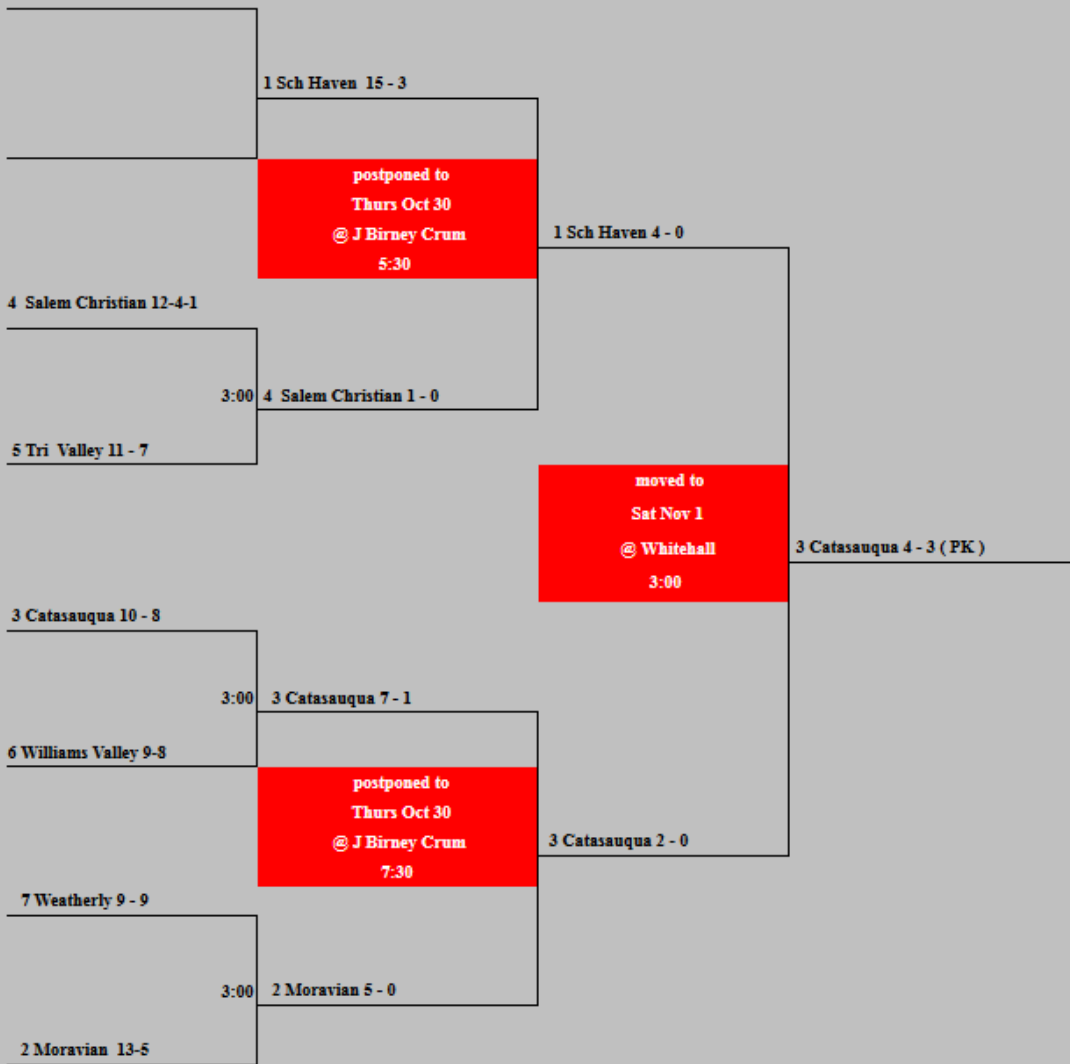 1 Sch Haven 15 - 3
postponed to
Thurs Oct 30
@ J Birney Crum
5:30
1 Sch Haven 4 - 0
4 Salem Christian 12-4-1
3:00 4 Salem Christian 1 - 0
5 Tri Valley 11 - 7
moved to
Sat Nov 1
@ Whitehall
3:00
3 Catasauqua 4 - 3 ( PK )
3 Catasauqua 10 - 8
3:00 3 Catasauqua 7 - 1
6 Williams Valley 9-8
postponed to
Thurs Oct 30
@ J Birney Crum
7:30
3 Catasauqua 2 - 0
7 Weatherly 9 - 9
3:00 2 Moravian 5 - 0
2 Moravian 13-5